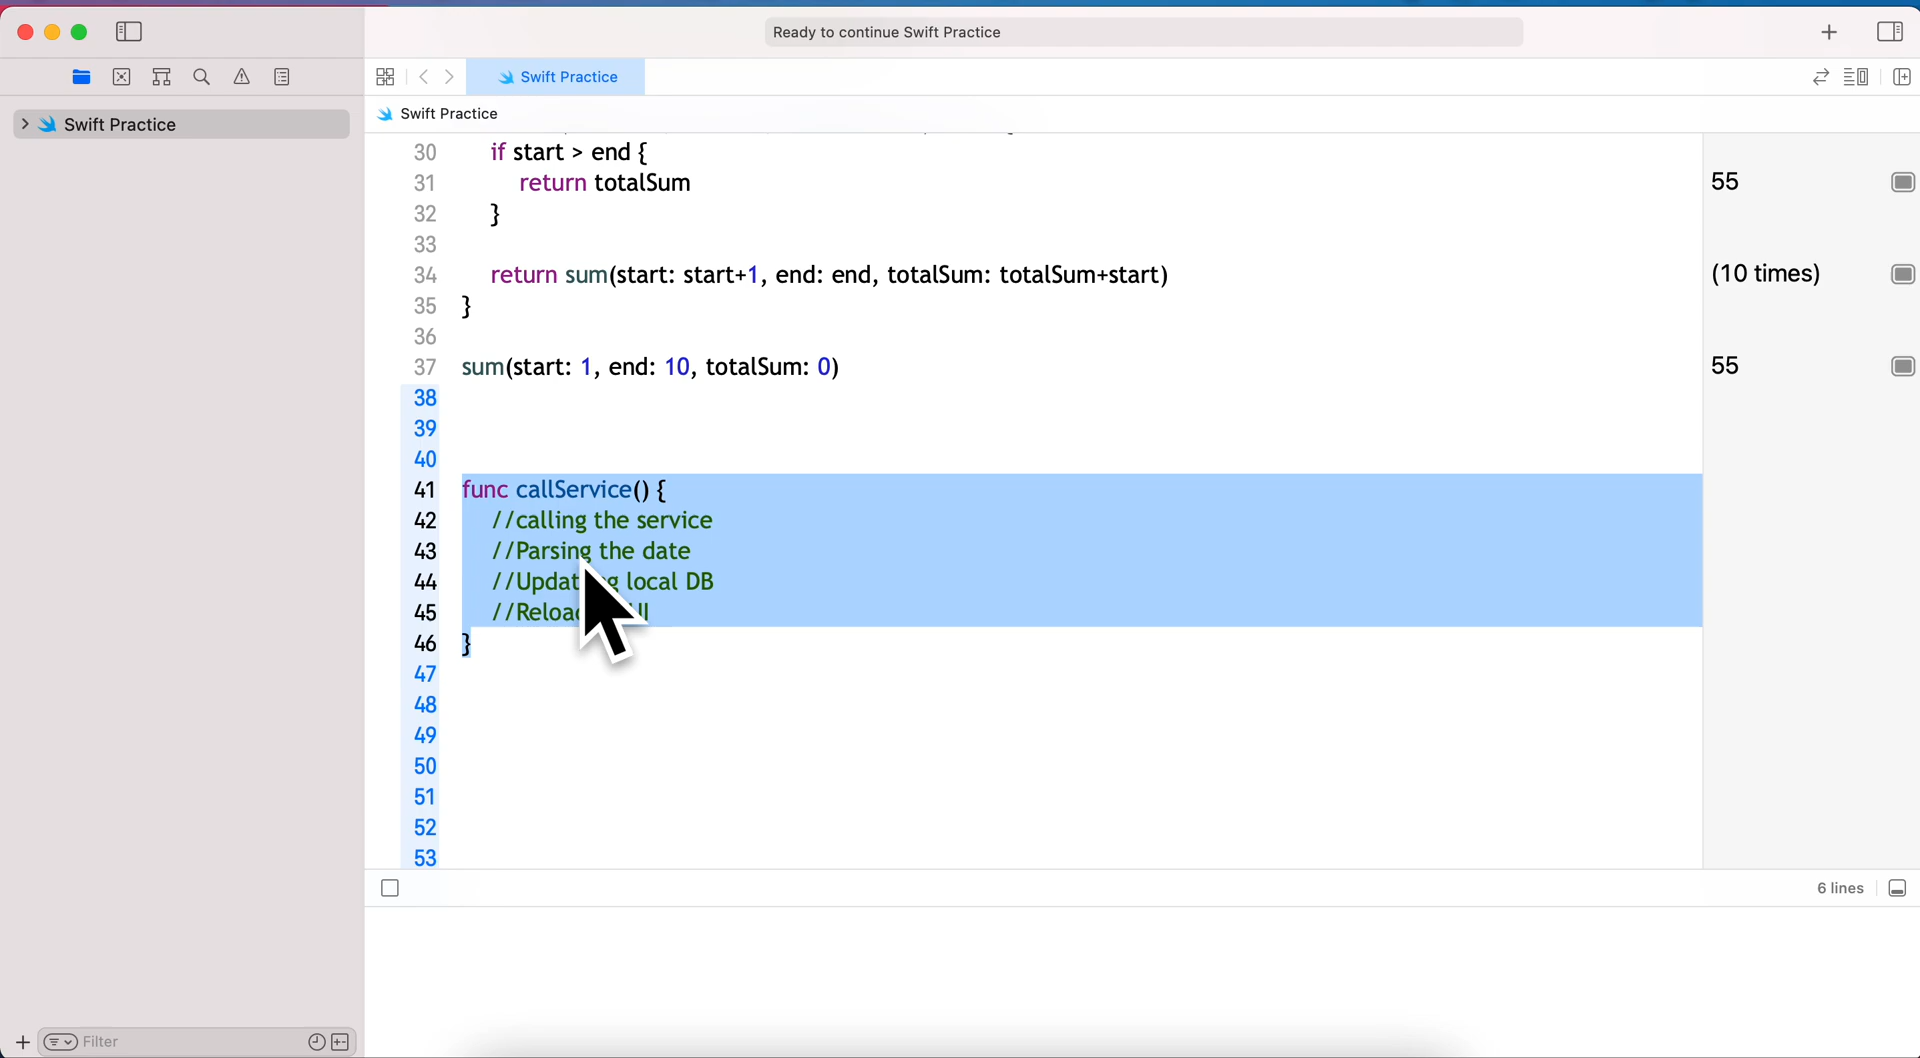 Ready to continue Swift Practice
Swift Practice
Swift Practice
Swift Practice
30 if start > end {
31 return totalSum 55
32 }
33
34 return sum(start: start+1, end: end, totalSum: totalSum+start) (10 times)
35 }
36
37 sum(start: 1, end: 10, totalSum: 0) 55
38
39
40
41 func callService() {
42 //calling the service
43 //Parsing the date
44 local DB
45
46 }
47
48
49
50
51
52
53
6 lines
Filter